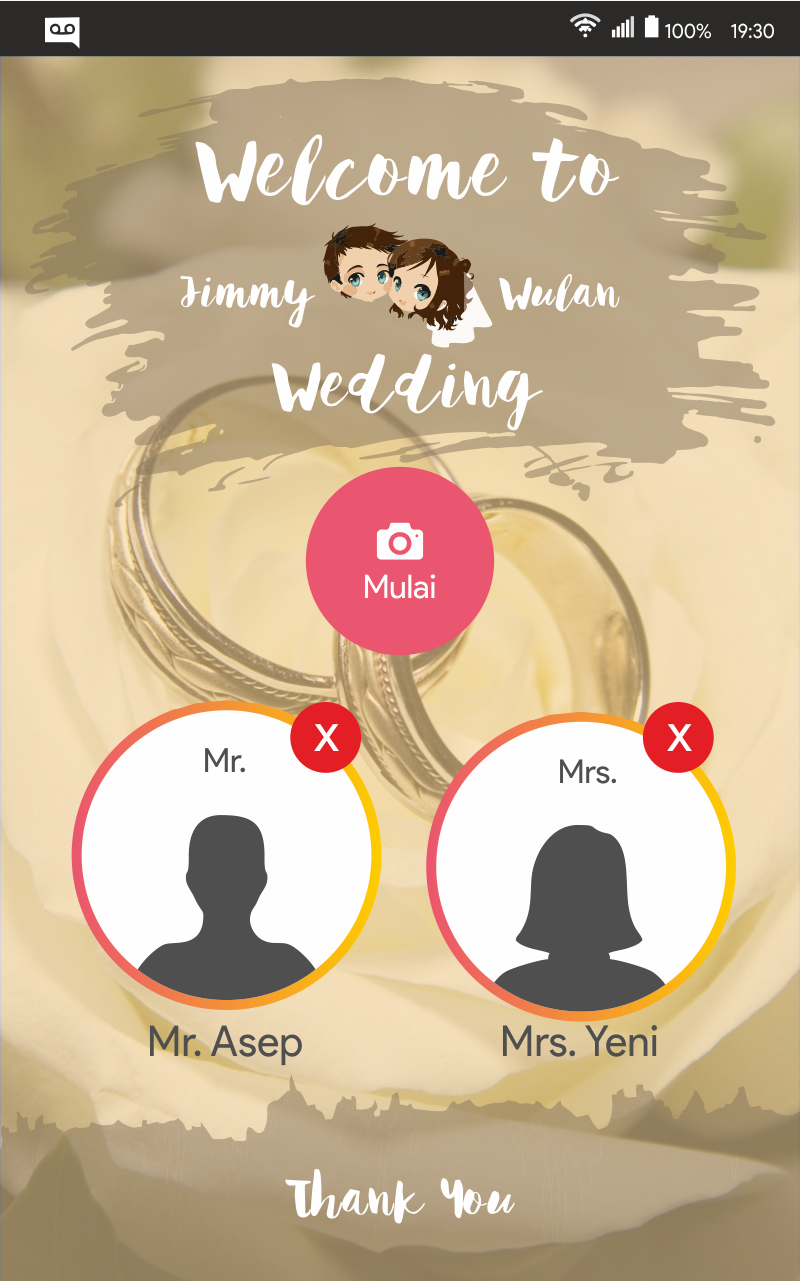 100% 19:30
Welcome to
Jimmy Wulan
Wedding
Mulai
X X
Mr. Mrs.
Mr. Asep Mrs. Yeni
Thank You